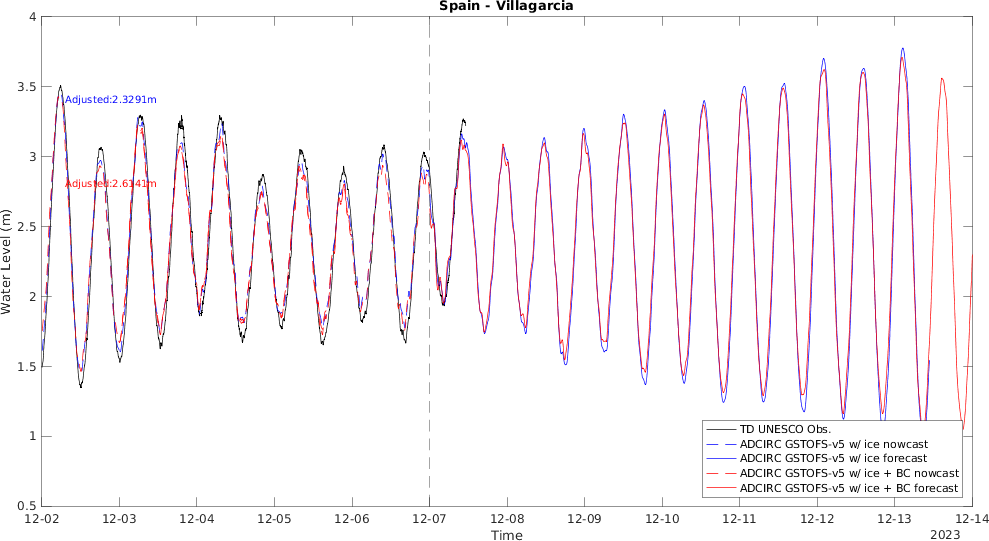 Spain - Villagarcia
4
3.5
3
2.5
2
1.5
1
0.5
Water Level (m)
Adjusted:2.3291m
Adjusted:2.6141m
TD UNESCO Obs.
ADCIRC GSTOFS-v5 w/ ice nowcast
ADCIRC GSTOFS-v5 w/ ice forecast
ADCIRC GSTOFS-v5 w/ ice + BC nowcast
ADCIRC GSTOFS-v5 w/ ice + BC forecast
12-02 12-03 12-04 12-05 12-06 12-07 12-08 12-09 12-10 12-11 12-12 12-13 12-14
Time
2023